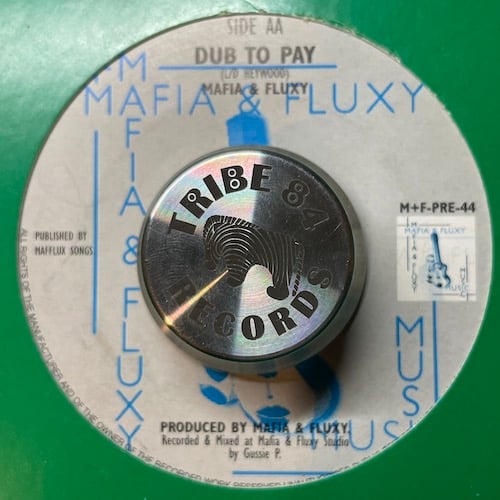 SIDE AA
DUB TO PAY
(L/D HEYWOOD)
MAFIA & FLUXY
MAFIA & FLUXY
MAFIA & FLUXY
MUSIC
M+F-PRE-44
MAFIA & FLUXY
MUSIC
PUBLISHED BY
MAFFLUX SONGS
TRIBE 84
RECORDS
PRODUCED BY MAFIA & FLUXY
Recorded & Mixed at Mafia & Fluxy Studio
by Gussie P.
ALL RIGHTS OF THE MANUFACTURER AND OF THE OWNER OF THE RECORDED WORK RESERVED